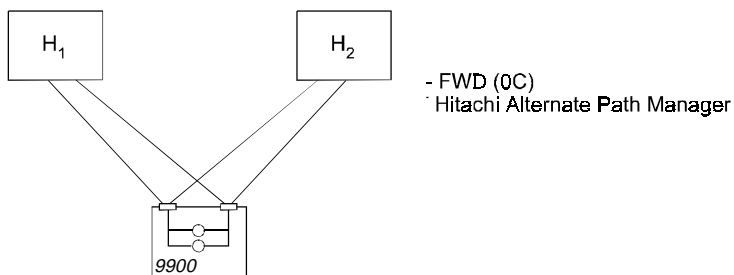 H1
H2
- FWD (0C)
Hitachi Alternate Path Manager
9900